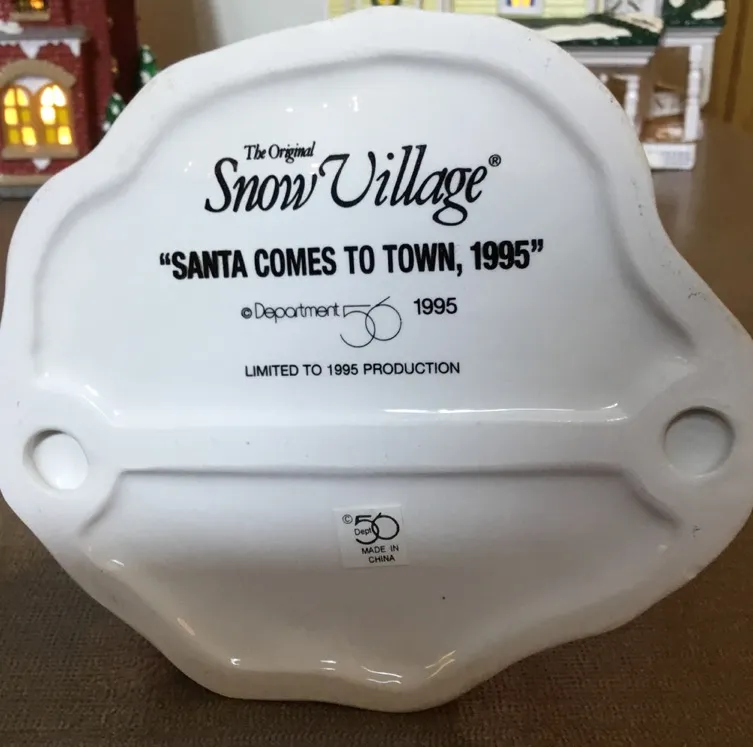 The Original
Snow Village®
“SANTA COMES TO TOWN, 1995”
© Department 56 1995
LIMITED TO 1995 PRODUCTION
© Dept 56
MADE IN
CHINA